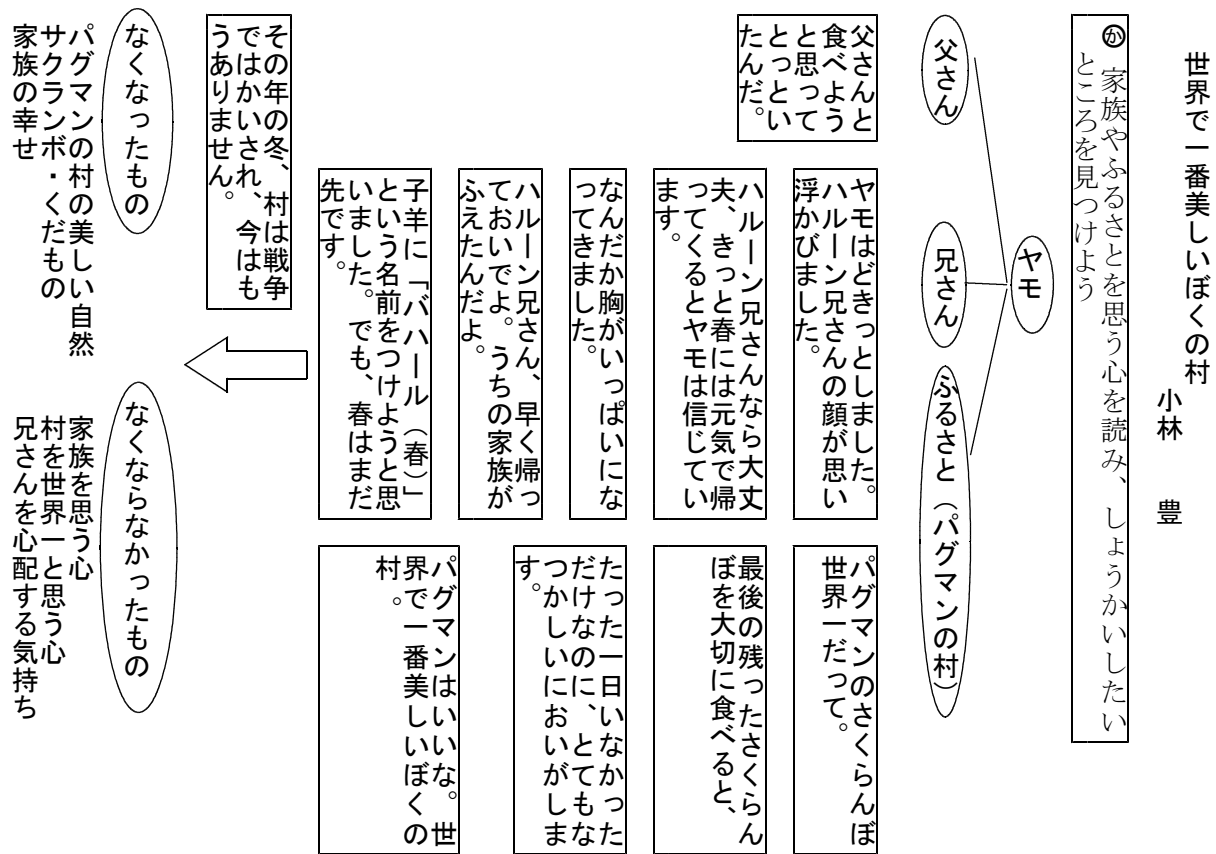 世界で一番美しいぼくの村
小林　豊
か 家族やふるさとを思う心を読み、しょうかいしたい
ところを見つけよう
ヤモ
父さん
兄さん
ふるさと（パグマンの村）
父さんと
食べよう
と思って
とっとい
たんだ。
ヤモはどきっとしました。
ハルーン兄さんの顔が思い
浮かびました。
ハルーン兄さんなら大丈
夫、きっと春には元気で帰
ってくるとヤモは信じてい
ます。
なんだか胸がいっぱいにな
ってきました。
ハルーン兄さん、早く帰っ
ておいでよ。うちの家族が
ふえたんだよ。
子羊に「バハール（春）」
という名前をつけようと思
いました。でも、春はまだ
先です。
パグマンのさくらんぼ
世界一だって。
最後の残ったさくらん
ぼを大切に食べると、
たった一日いなかった
だけなのに、とてもな
つかしいにおいがしま
す。
パグマンはいいな。世
界で一番美しいぼくの
村。
その年の冬、村は戦争
ではかいされ、今はも
うありません。
なくなったもの
パグマンの村の美しい自然
サクランボ・くだもの
家族の幸せ
なくならなかったもの
家族を思う心
村を世界一と思う心
兄さんを心配する気持ち